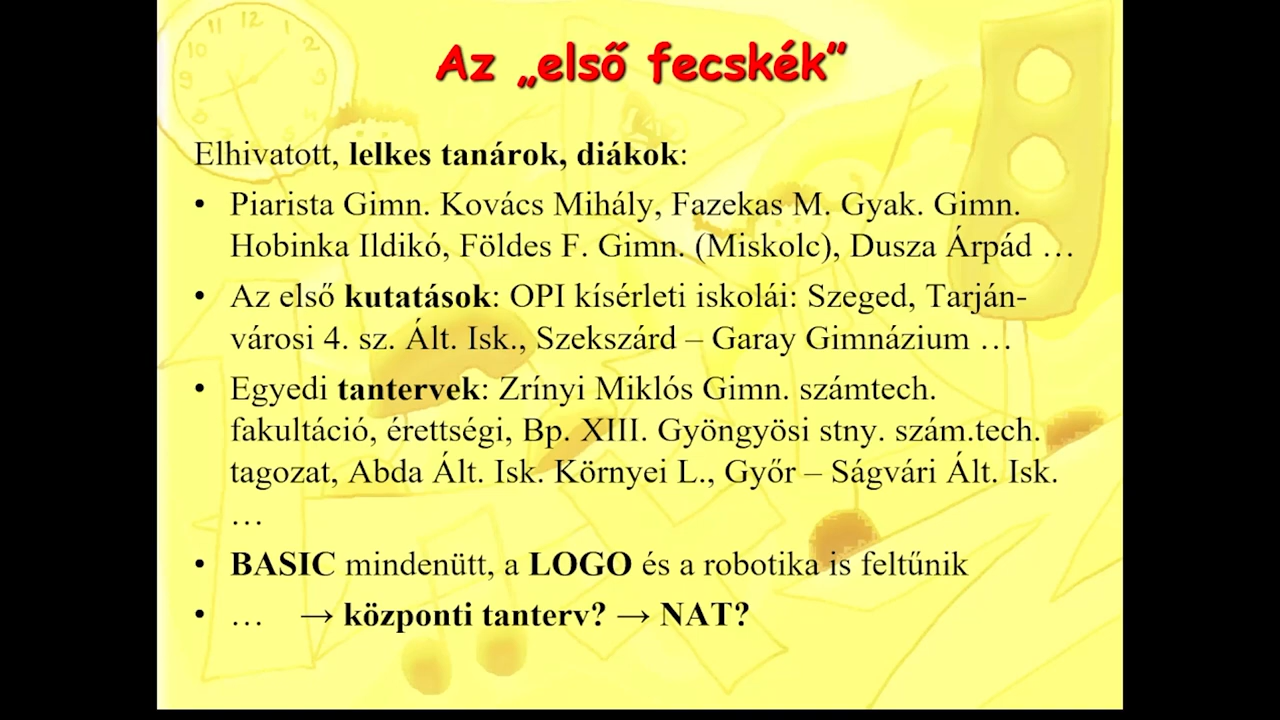 Az „első fecskék”
Elhivatott, lelkes tanárok, diákok:
• Piarista Gimn. Kovács Mihály, Fazekas M. Gyak. Gimn.
Hobinka Ildikó, Földes F. Gimn. (Miskolc), Dusza Árpád …
• Az első kutatások: OPI kísérleti iskolái: Szeged, Tarján-
városi 4. sz. Ált. Isk., Szekszárd – Garay Gimnázium …
• Egyedi tantervek: Zrínyi Miklós Gimn. számtech.
fakultáció, érettségi, Bp. XIII. Gyöngyösi stny. szám.tech.
tagozat, Abda Ált. Isk. Környei L., Győr – Ságvári Ált. Isk.
…
• BASIC mindenütt, a LOGO és a robotika is feltűnik
• … → központi tanterv? → NAT?